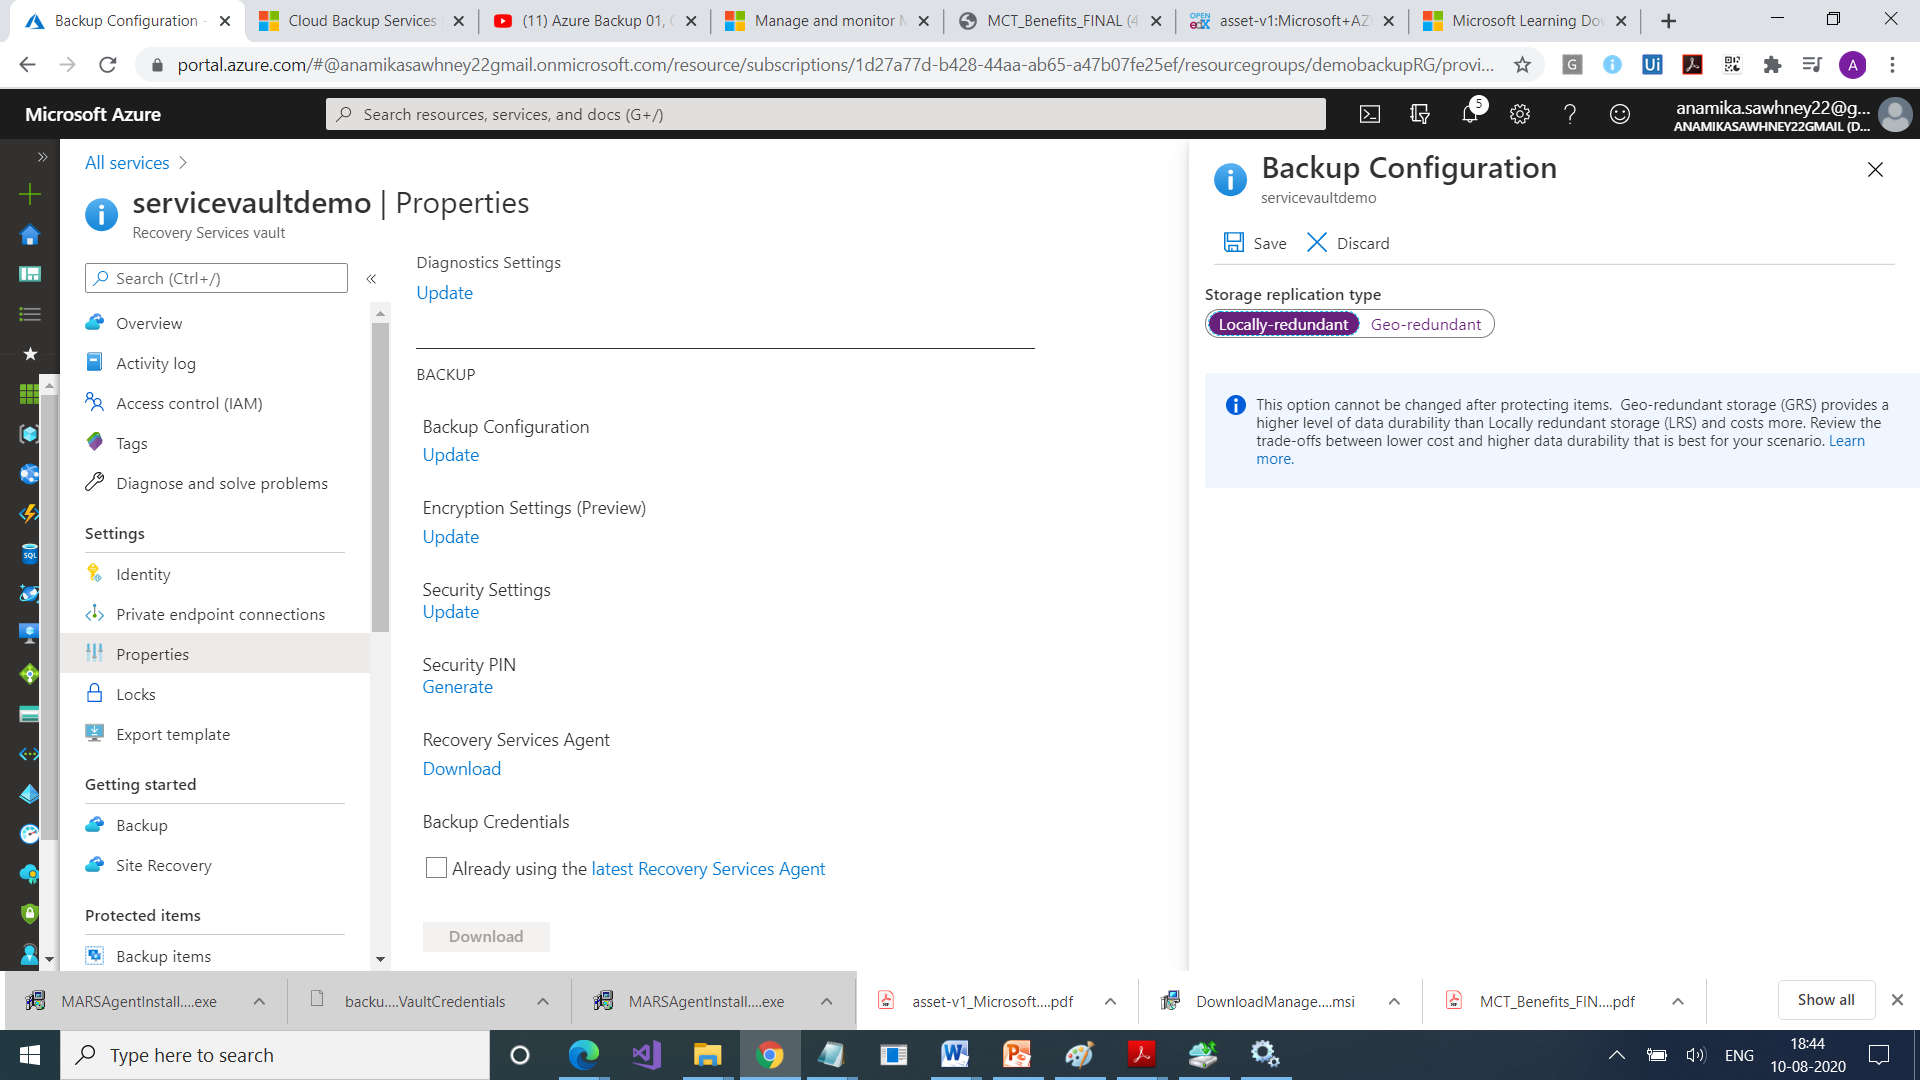 Backup Configuration -
Cloud Backup Services
(11) Azure Backup 01,
Manage and monitor
MCT_Benefits_FINAL (4
asset-v1:Microsoft+AZ
Microsoft Learning Do
portal.azure.com/#@anamikasawhney22gmail.onmicrosoft.com/resource/subscriptions/1d27a77d-b428-44aa-ab65-a47b07fe25ef/resourcegroups/demobackupRG/provi...
Microsoft Azure
Search resources, services, and docs (G+/)
5
anamika.sawhney22@g...
ANAMIKASAWHNEY22GMAIL (D...
All services
servicevaultdemo | Properties
Recovery Services vault
Search (Ctrl+/)
Overview
Activity log
Access control (IAM)
Tags
Diagnose and solve problems
Settings
Identity
Private endpoint connections
Properties
Locks
Export template
Getting started
Backup
Site Recovery
Protected items
Backup items
Diagnostics Settings
Update
BACKUP
Backup Configuration
Update
Encryption Settings (Preview)
Update
Security Settings
Update
Security PIN
Generate
Recovery Services Agent
Download
Backup Credentials
Already using the latest Recovery Services Agent
Download
Backup Configuration
servicevaultdemo
Save
Discard
Storage replication type
Locally-redundant
Geo-redundant
This option cannot be changed after protecting items.  Geo-redundant storage (GRS) provides a
higher level of data durability than Locally redundant storage (LRS) and costs more. Review the
trade-offs between lower cost and higher data durability that is best for your scenario. Learn
more.
MARSAgentInstall....exe
backu....VaultCredentials
MARSAgentInstall....exe
asset-v1_Microsoft....pdf
DownloadManage....msi
MCT_Benefits_FIN....pdf
Show all
Type here to search
ENG
18:44
10-08-2020